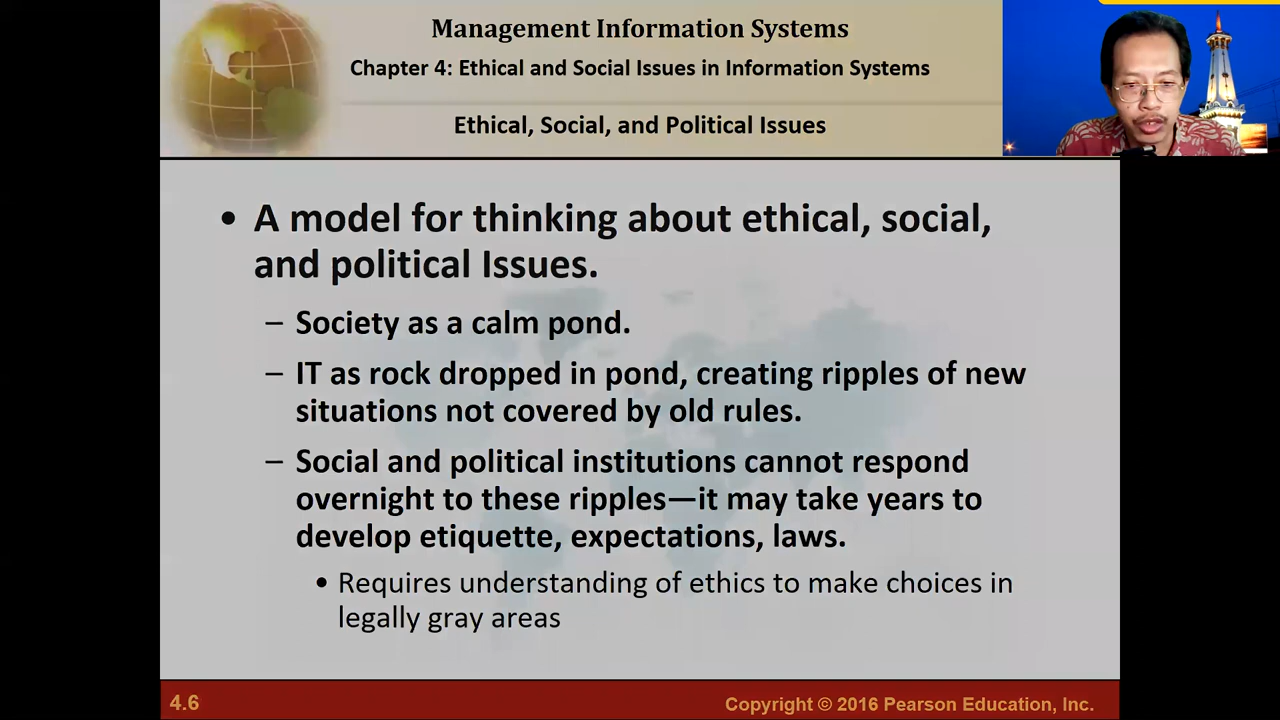 Management Information Systems
Chapter 4: Ethical and Social Issues in Information Systems
Ethical, Social, and Political Issues
• A model for thinking about ethical, social,
and political Issues.
– Society as a calm pond.
– IT as rock dropped in pond, creating ripples of new
situations not covered by old rules.
– Social and political institutions cannot respond
overnight to these ripples—it may take years to
develop etiquette, expectations, laws.
• Requires understanding of ethics to make choices in
legally gray areas
4.6
Copyright © 2016 Pearson Education, Inc.